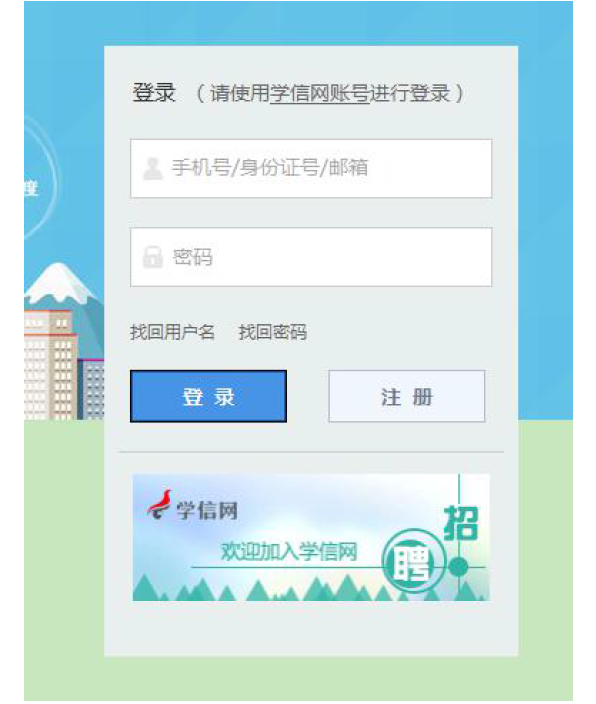 登录 （请使用学信网账号进行登录）
度
手机号/身份证号/邮箱
密码
找回用户名 找回密码
登 录 注 册
学信网
招
欢迎加入学信网
聘